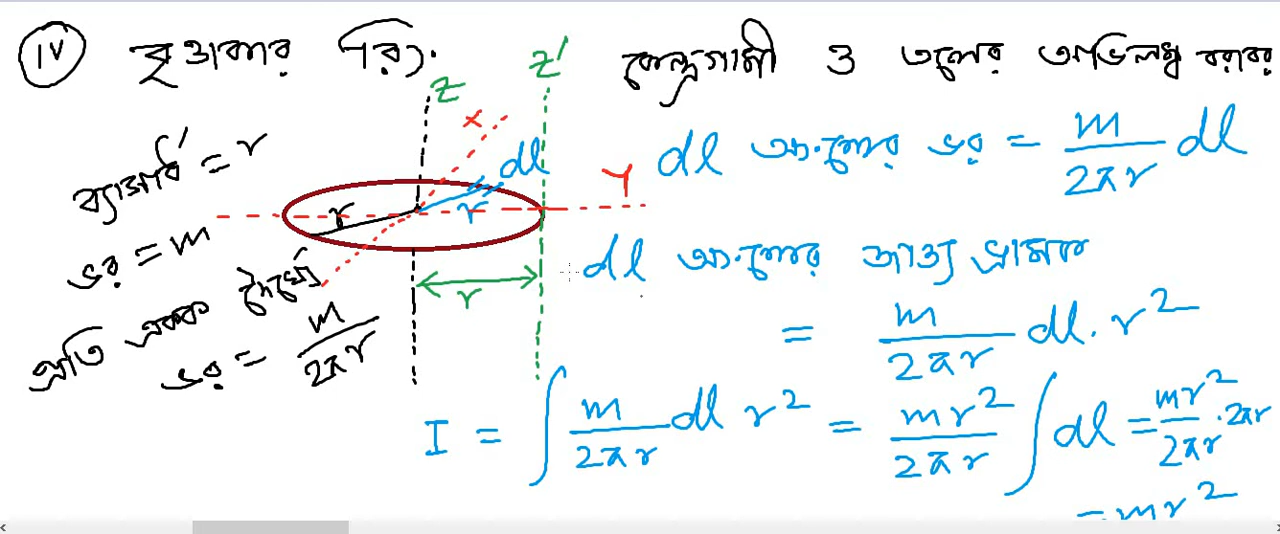 IV বৃত্তাকার রিং.
কেন্দ্রগামী ও তলের অভিলম্ব বরাবর
Z Z'
X
dl
Y
r r
r
ব্যাসার্ধ = r
ভর = m
প্রতি একক দৈর্ঘ্যে
ভর = m/2πr
dl অংশের ভর = m/2πr dl
dl অংশের জাড্য ভ্রামক
= m/2πr dl. r²
I = ∫ m/2πr dl r² = mr²/2πr ∫ dl = mr²/2πr . 2πr
= mr²